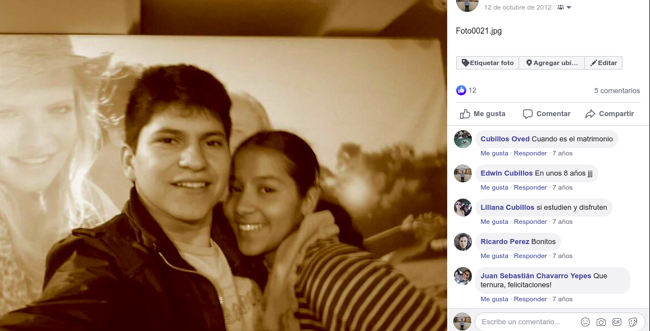 12 de octubre de 2012 ·
Foto0021.jpg
Etiquetar foto
Agregar ubi...
Editar
12
5 comentarios
Me gusta
Comentar
Compartir
Cubillos Oved Cuando es el matrimonio
Me gusta · Responder · 7 años
Edwin Cubillos En unos 8 años jjj
Me gusta · Responder · 7 años
Liliana Cubillos si estudien y disfruten
Me gusta · Responder · 7 años
Ricardo Perez Bonitos
Me gusta · Responder · 7 años
Juan Sebastián Chavarro Yepes Que
ternura, felicitaciones!
Me gusta · Responder · 7 años
Escribe un comentario...
GIF